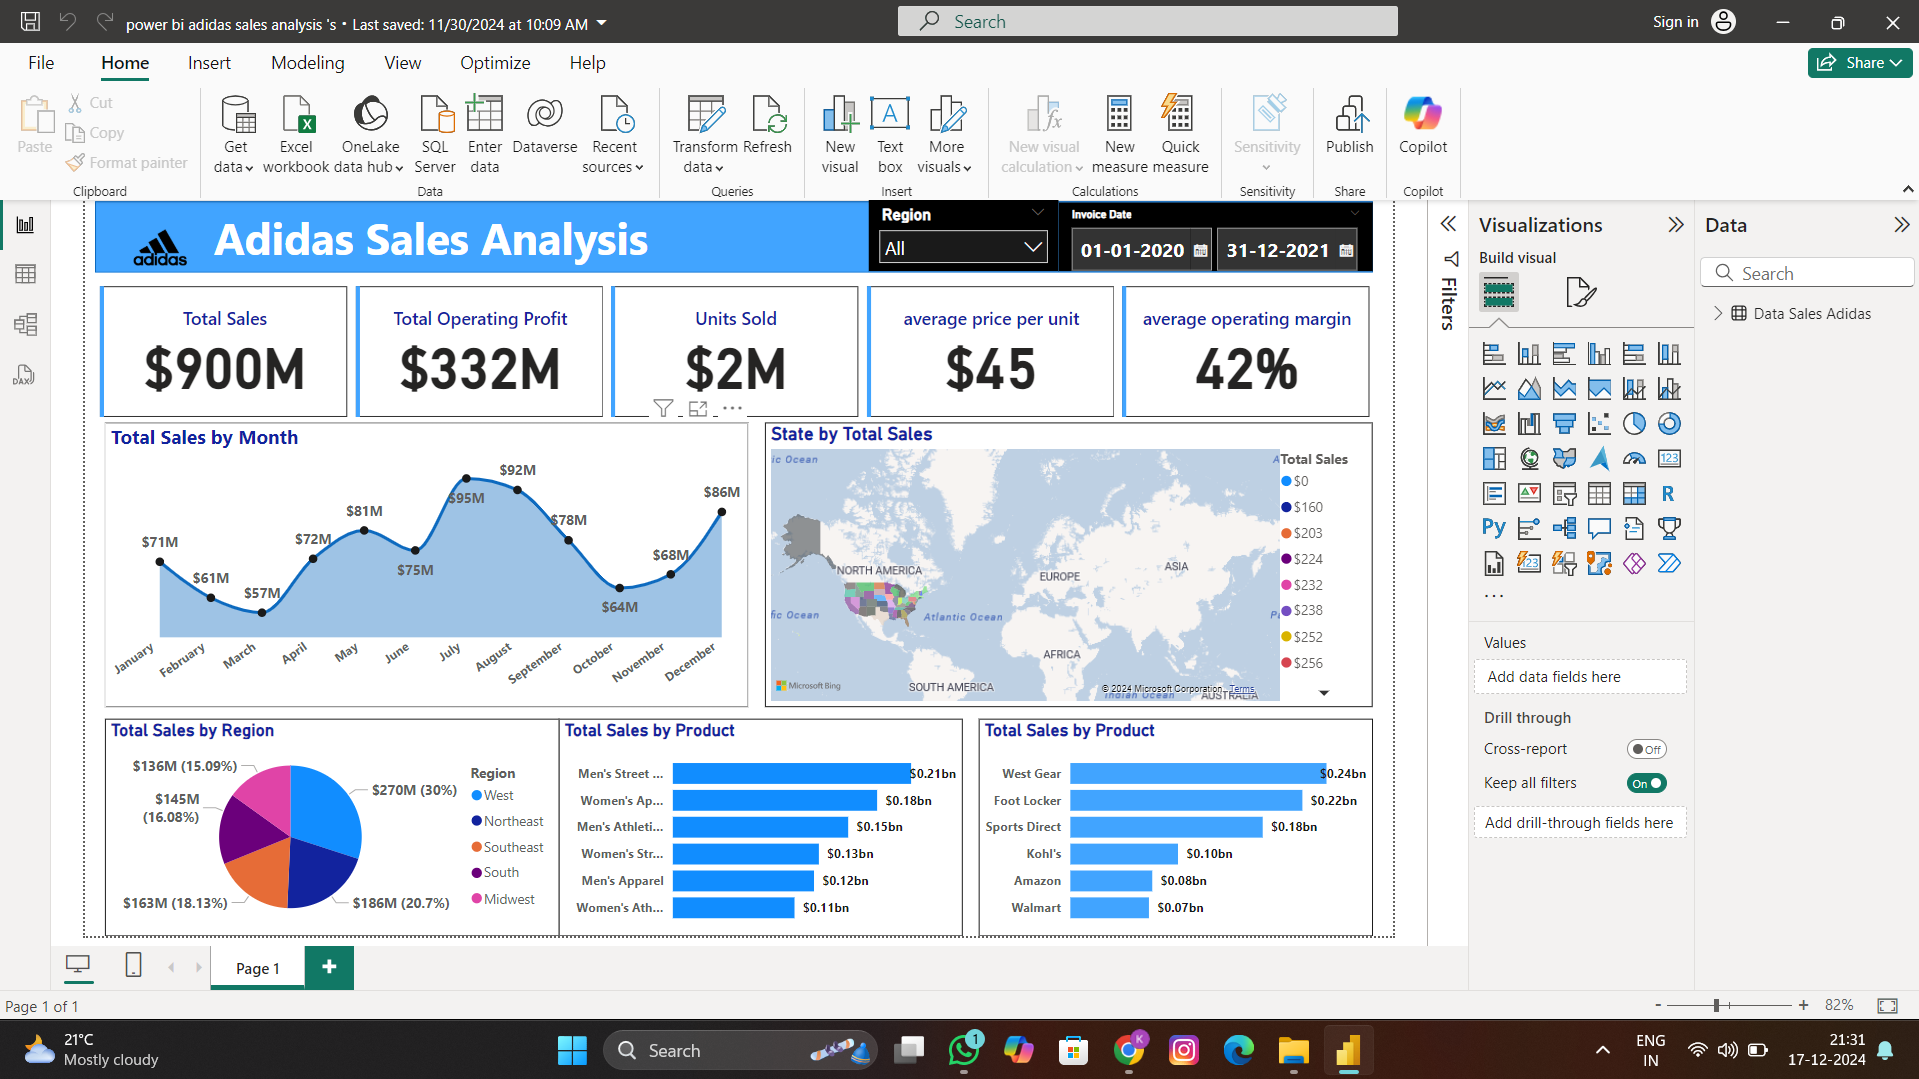 power bi adidas sales analysis 's • Last saved: 11/30/2024 at 10:09 AM
Search
Sign in
File
Home
Insert
Modeling
View
Optimize
Help
Share
Paste
Cut
Copy
Format painter
Clipboard
Get data
Excel workbook
OneLake data hub
SQL Server
Enter data
Dataverse
Recent sources
Data
Transform data
Refresh
Queries
New visual
Text box
More visuals
Insert
New visual calculation
New measure
Quick measure
Calculations
Sensitivity
Sensitivity
Publish
Share
Copilot
Copilot
adidas
Adidas Sales Analysis
Region
All
Invoice Date
01-01-2020
31-12-2021
Total Sales
$900M
Total Operating Profit
$332M
Units Sold
$2M
average price per unit
$45
average operating margin
42%
Total Sales by Month
$71M
$61M
$57M
$72M
$81M
$75M
$95M
$92M
$78M
$64M
$68M
$86M
January
February
March
April
May
June
July
August
September
October
November
December
State by Total Sales
ic Ocean
A
NORTH AMERICA
EUROPE
ASIA
fic Ocean
Atlantic Ocean
P
AFRICA
SOUTH AMERICA
Indian Ocean
AUSTRALIA
Microsoft Bing
© 2024 Microsoft Corporation
Terms
Total Sales
$0
$160
$203
$224
$232
$238
$252
$256
Total Sales by Region
$136M (15.09%)
$145M
(16.08%)
$163M (18.13%)
$270M (30%)
$186M (20.7%)
Region
West
Northeast
Southeast
South
Midwest
Total Sales by Product
Men's Street ...
$0.21bn
Women's Ap...
$0.18bn
Men's Athleti...
$0.15bn
Women's Str...
$0.13bn
Men's Apparel
$0.12bn
Women's Ath...
$0.11bn
Total Sales by Product
West Gear
$0.24bn
Foot Locker
$0.22bn
Sports Direct
$0.18bn
Kohl's
$0.10bn
Amazon
$0.08bn
Walmart
$0.07bn
Filters
Visualizations
Build visual
123
R
Py
123
...
Values
Add data fields here
Drill through
Cross-report
Off
Keep all filters
On
Add drill-through fields here
Data
Search
Data Sales Adidas
DAX
Page 1
Page 1 of 1
- + 82%
21°C
Mostly cloudy
Search
1
K
ENG
IN
21:31
17-12-2024